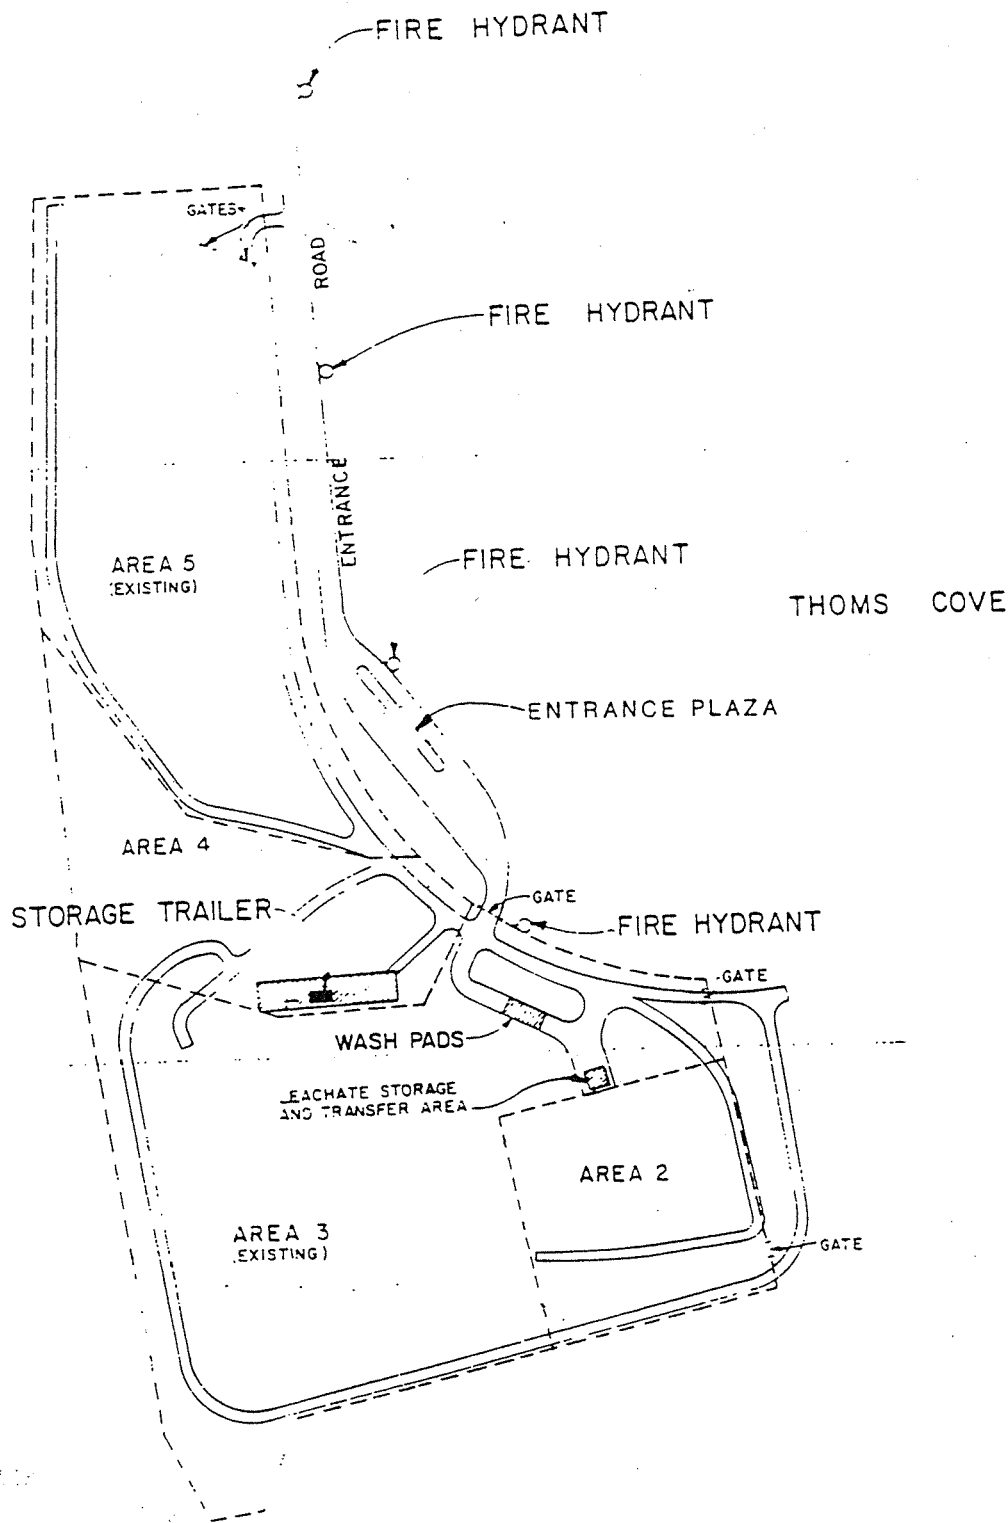 FIRE HYDRANT
GATES
ROAD
FIRE HYDRANT
ENTRANCE
FIRE HYDRANT
AREA 5
(EXISTING)
THOMS COVE
ENTRANCE PLAZA
AREA 4
GATE
STORAGE TRAILER
FIRE HYDRANT
GATE
WASH PADS
LEACHATE STORAGE
AND TRANSFER AREA
AREA 2
AREA 3
(EXISTING)
GATE